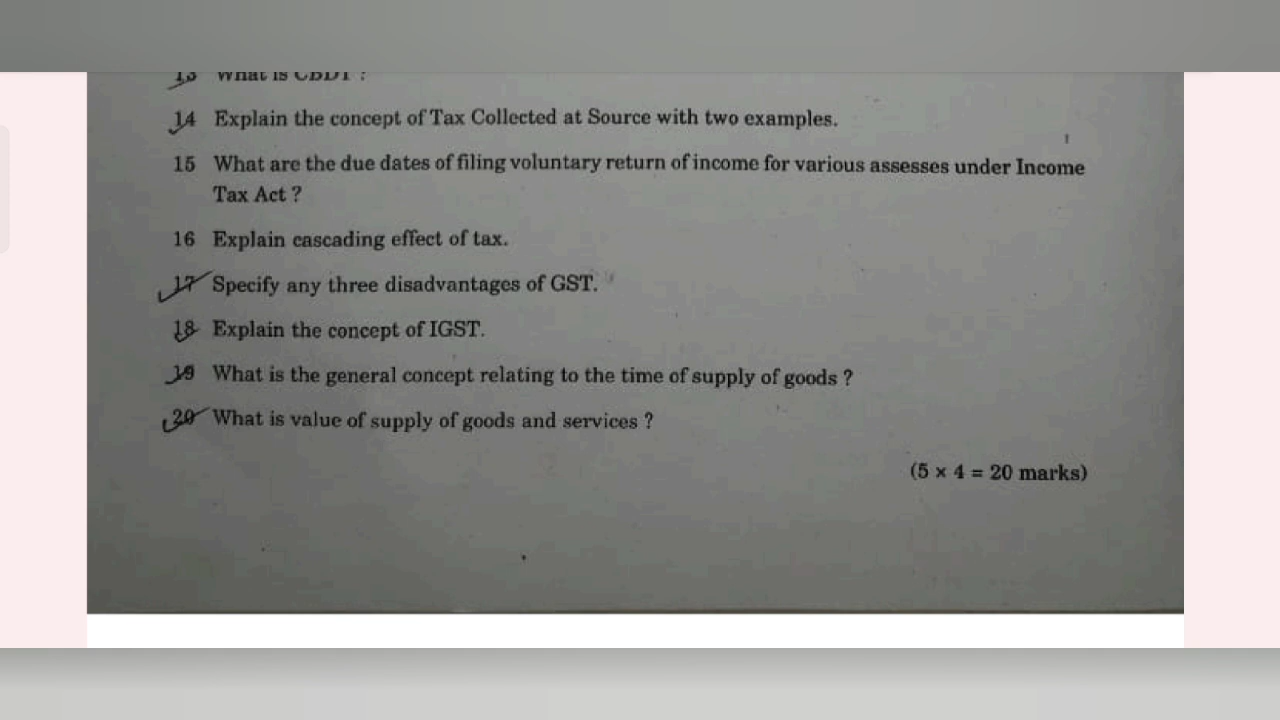 13 What is CBDT ?
14 Explain the concept of Tax Collected at Source with two examples.
15 What are the due dates of filing voluntary return of income for various assesses under Income
Tax Act ?
16 Explain cascading effect of tax.
17 Specify any three disadvantages of GST.
18 Explain the concept of IGST.
19 What is the general concept relating to the time of supply of goods ?
20 What is value of supply of goods and services ?
(5 × 4 = 20 marks)